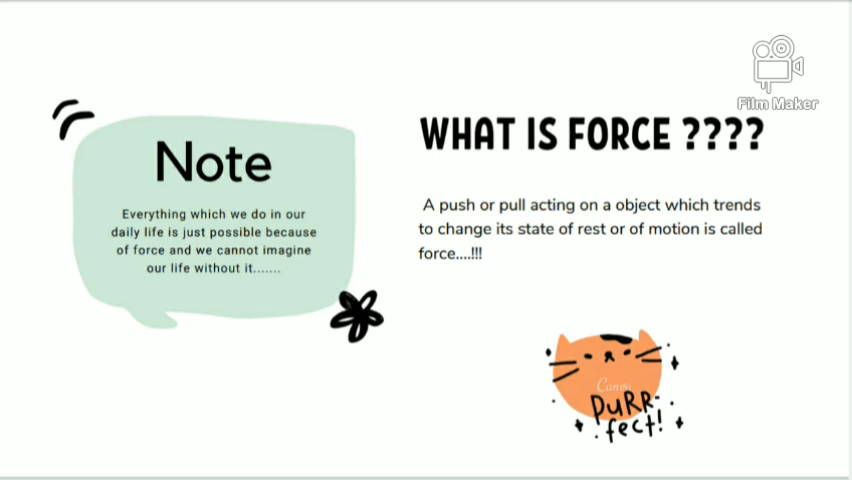 Film Maker
Note
Everything which we do in our
daily life is just possible because
of force and we cannot imagine
our life without it.......
WHAT IS FORCE ????
A push or pull acting on a object which trends
to change its state of rest or of motion is called
force....!!!
Canva
PURR-
fect!